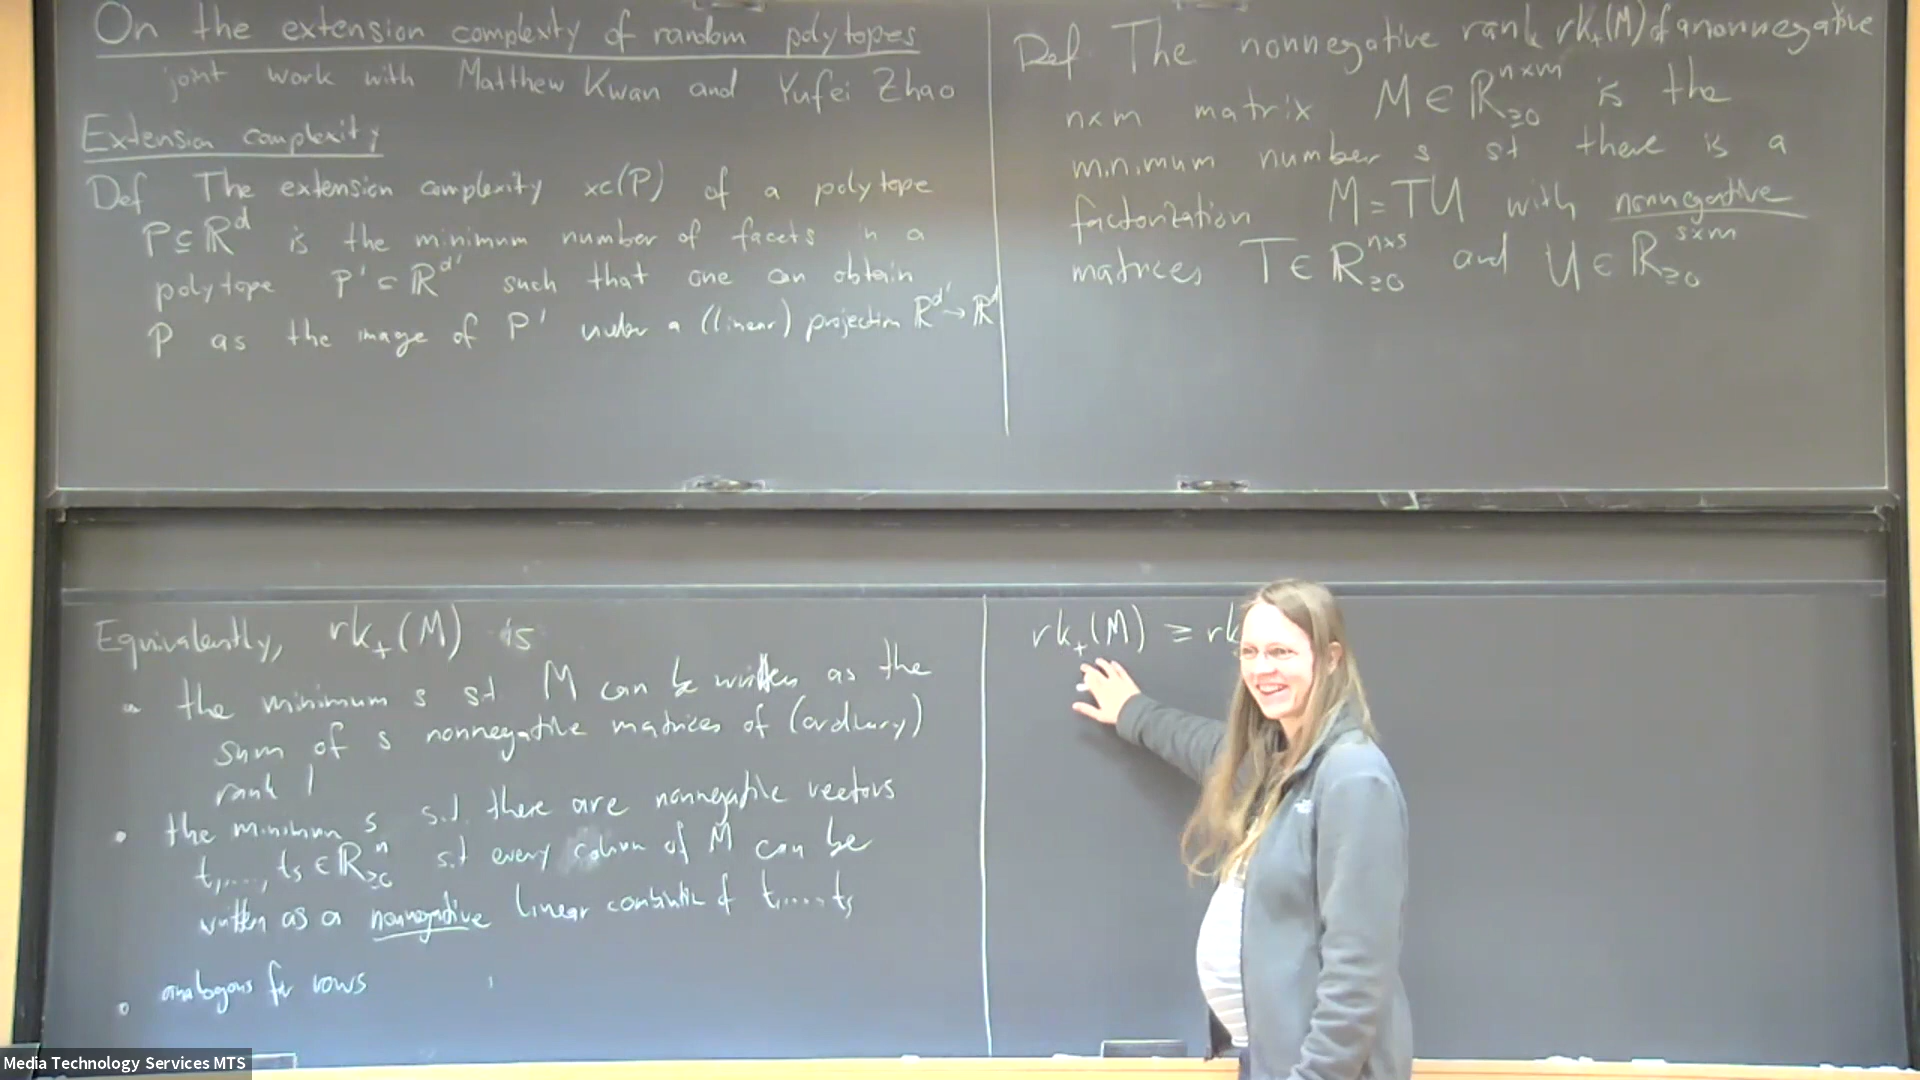 On the extension complexity of random polytopes
joint work with Matthew Kwan and Yufei Zhao
Extension complexity
Def The extension complexity xc(P) of a polytope
P ⊆ ℝ^d is the minimum number of facets in a
polytope P' ⊂ ℝ^d' such that one can obtain
P as the image of P' under a (linear) projection ℝ^d' → ℝ^d
Def The nonnegative rank rk₊(M) of a nonnegative
n×m matrix M ∈ ℝ^{n×m}_{≥0} is the
minimum number s st there is a
factorization M = TU with nonnegative
matrices T ∈ ℝ^{n×s}_{≥0} and U ∈ ℝ^{s×m}_{≥0}
Equivalently, rk₊(M) is
• the minimum s s.t. M can be written as the
sum of s nonnegative matrices of (ordinary)
rank 1
• the minimum s s.t. there are nonnegative vectors
t₁,...,tₛ ∈ ℝ^n_{≥0} s.t every column of M can be
written as a nonnegative linear combination of t₁,...,tₛ
• analogous for rows
rk₊(M) ≥ rk
THE NORTH FACE
Media Technology Services MTS